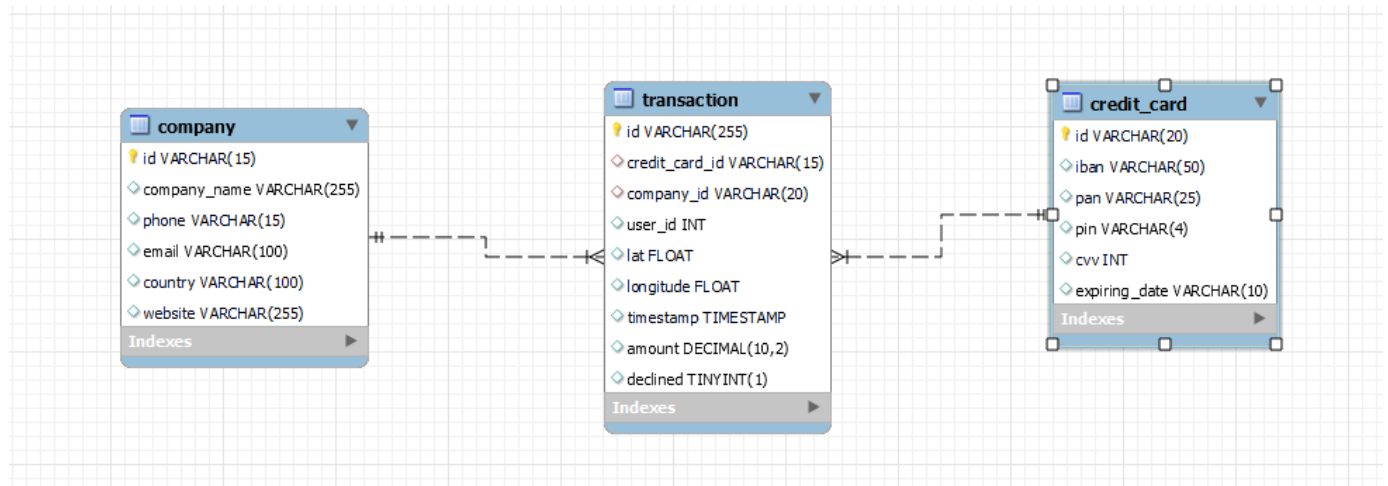 company
id VARCHAR(15)
company_name VARCHAR(255)
phone VARCHAR(15)
email VARCHAR(100)
country VARCHAR(100)
website VARCHAR(255)
Indexes
transaction
id VARCHAR(255)
credit_card_id VARCHAR(15)
company_id VARCHAR(20)
user_id INT
lat FLOAT
longitude FLOAT
timestamp TIMESTAMP
amount DECIMAL(10,2)
declined TINYINT(1)
Indexes
credit_card
id VARCHAR(20)
iban VARCHAR(50)
pan VARCHAR(25)
pin VARCHAR(4)
cvv INT
expiring_date VARCHAR(10)
Indexes